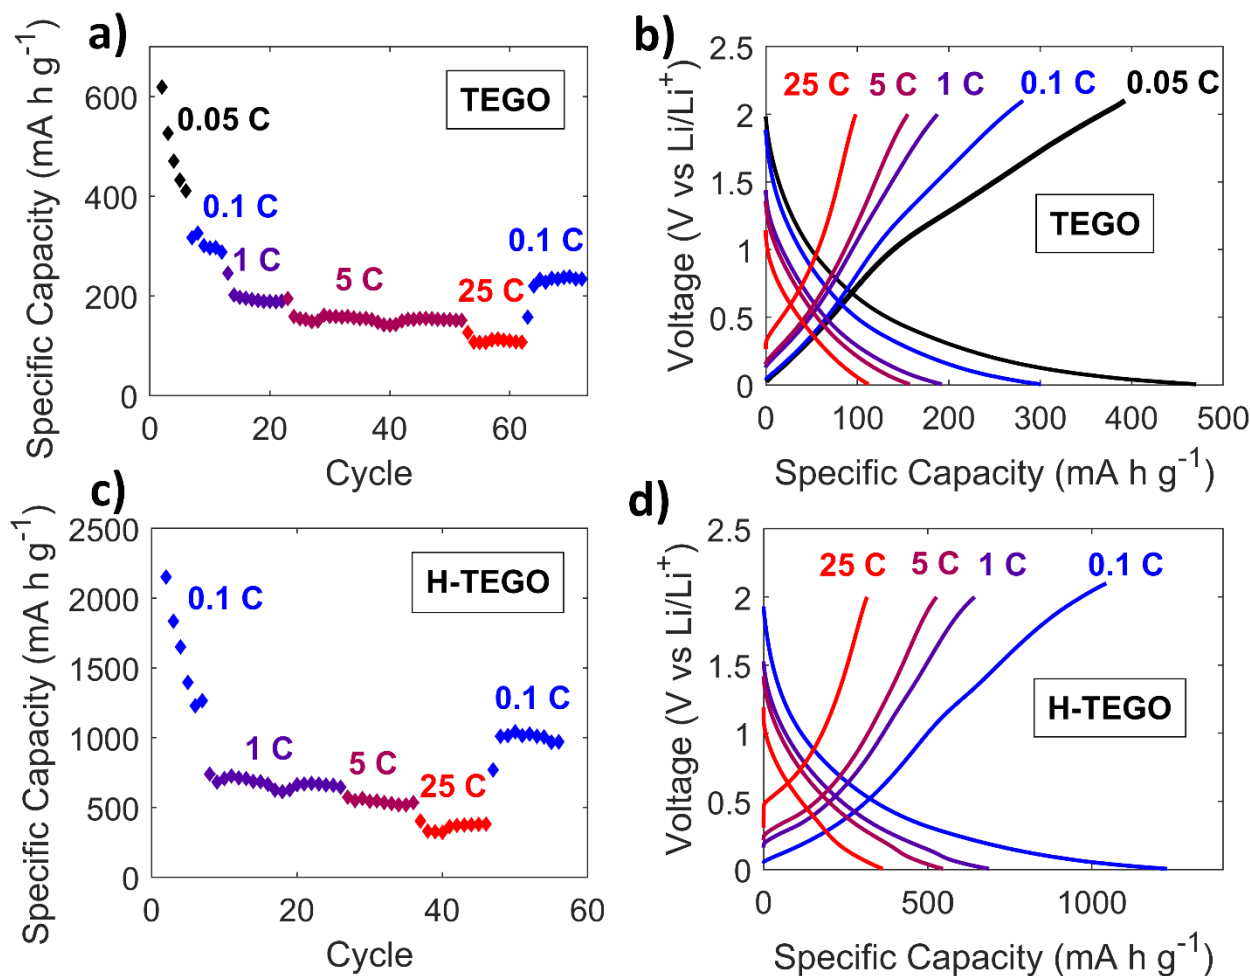 a)
Specific Capacity (mA h g⁻¹)
600
400
200
0
0.05 C
0.1 C
1 C
5 C
25 C
0.1 C
TEGO
0
20
40
60
Cycle
b)
Voltage (V vs Li/Li⁺)
2.5
2
1.5
1
0.5
0
25 C
5 C
1 C
0.1 C
0.05 C
TEGO
0
100
200
300
400
500
Specific Capacity (mA h g⁻¹)
c)
Specific Capacity (mA h g⁻¹)
2500
2000
1500
1000
500
0
0.1 C
1 C
5 C
25 C
0.1 C
H-TEGO
0
20
40
60
Cycle
d)
Voltage (V vs Li/Li⁺)
2.5
2
1.5
1
0.5
0
25 C
5 C
1 C
0.1 C
H-TEGO
0
500
1000
Specific Capacity (mA h g⁻¹)